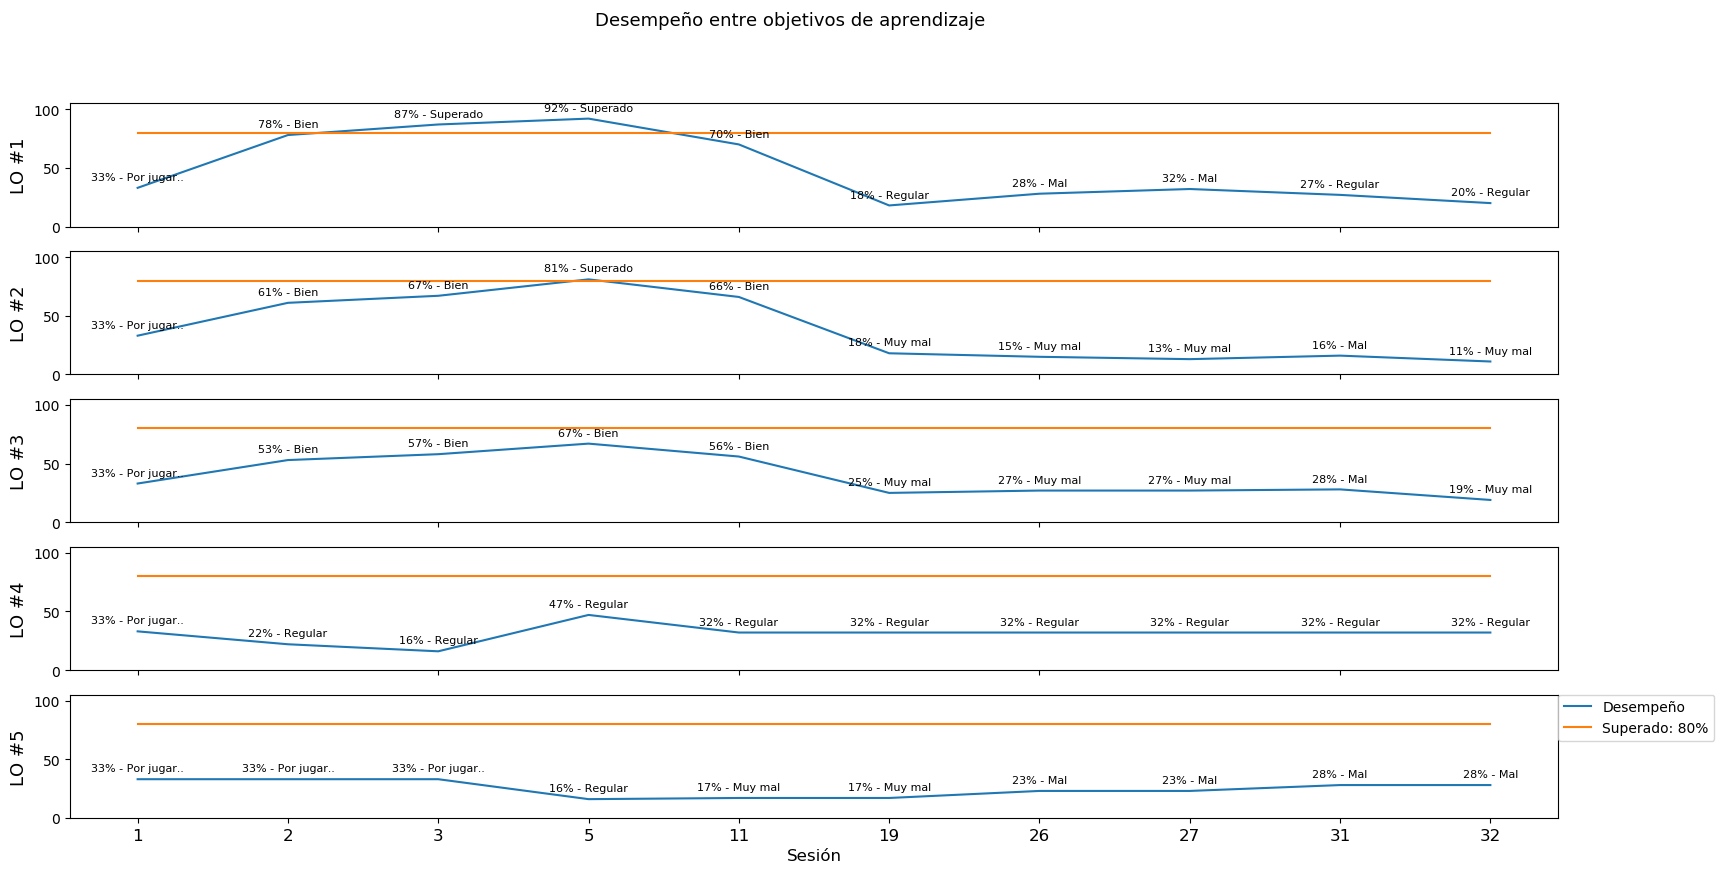 Desempeño entre objetivos de aprendizaje
LO #1
100
50
0
33% - Por jugar..
78% - Bien
87% - Superado
92% - Superado
70% - Bien
18% - Regular
28% - Mal
32% - Mal
27% - Regular
20% - Regular
LO #2
100
50
0
33% - Por jugar..
61% - Bien
67% - Bien
81% - Superado
66% - Bien
18% - Muy mal
15% - Muy mal
13% - Muy mal
16% - Mal
11% - Muy mal
LO #3
100
50
0
33% - Por jugar..
53% - Bien
57% - Bien
67% - Bien
56% - Bien
25% - Muy mal
27% - Muy mal
27% - Muy mal
28% - Mal
19% - Muy mal
LO #4
100
50
0
33% - Por jugar..
22% - Regular
16% - Regular
47% - Regular
32% - Regular
32% - Regular
32% - Regular
32% - Regular
32% - Regular
32% - Regular
LO #5
100
50
0
33% - Por jugar..
33% - Por jugar..
33% - Por jugar..
16% - Regular
17% - Muy mal
17% - Muy mal
23% - Mal
23% - Mal
28% - Mal
28% - Mal
Desempeño
Superado: 80%
1 2 3 5 11 19 26 27 31 32
Sesión